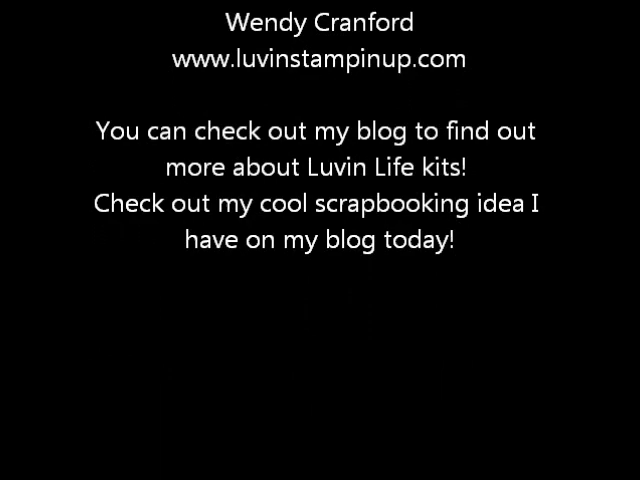 Wendy Cranford
www.luvinstampinup.com
You can check out my blog to find out
more about Luvin Life kits!
Check out my cool scrapbooking idea I
have on my blog today!